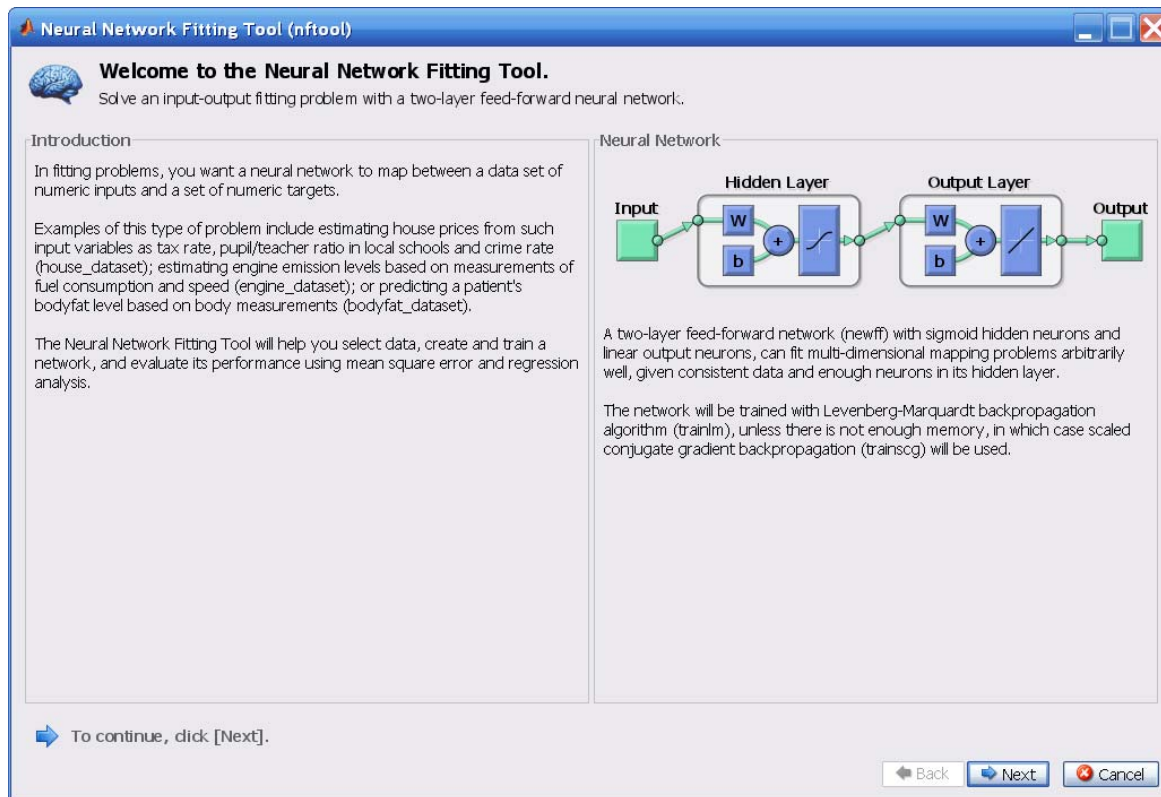 Neural Network Fitting Tool (nftool)
Welcome to the Neural Network Fitting Tool.
Solve an input-output fitting problem with a two-layer feed-forward neural network.
Introduction
In fitting problems, you want a neural network to map between a data set of
numeric inputs and a set of numeric targets.
Examples of this type of problem include estimating house prices from such
input variables as tax rate, pupil/teacher ratio in local schools and crime rate
(house_dataset); estimating engine emission levels based on measurements of
fuel consumption and speed (engine_dataset); or predicting a patient's
bodyfat level based on body measurements (bodyfat_dataset).
The Neural Network Fitting Tool will help you select data, create and train a
network, and evaluate its performance using mean square error and regression
analysis.
Neural Network
Hidden Layer
Output Layer
Input
Output
W
b
+
W
b
+
A two-layer feed-forward network (newff) with sigmoid hidden neurons and
linear output neurons, can fit multi-dimensional mapping problems arbitrarily
well, given consistent data and enough neurons in its hidden layer.
The network will be trained with Levenberg-Marquardt backpropagation
algorithm (trainlm), unless there is not enough memory, in which case scaled
conjugate gradient backpropagation (trainscg) will be used.
To continue, click [Next].
Back
Next
Cancel